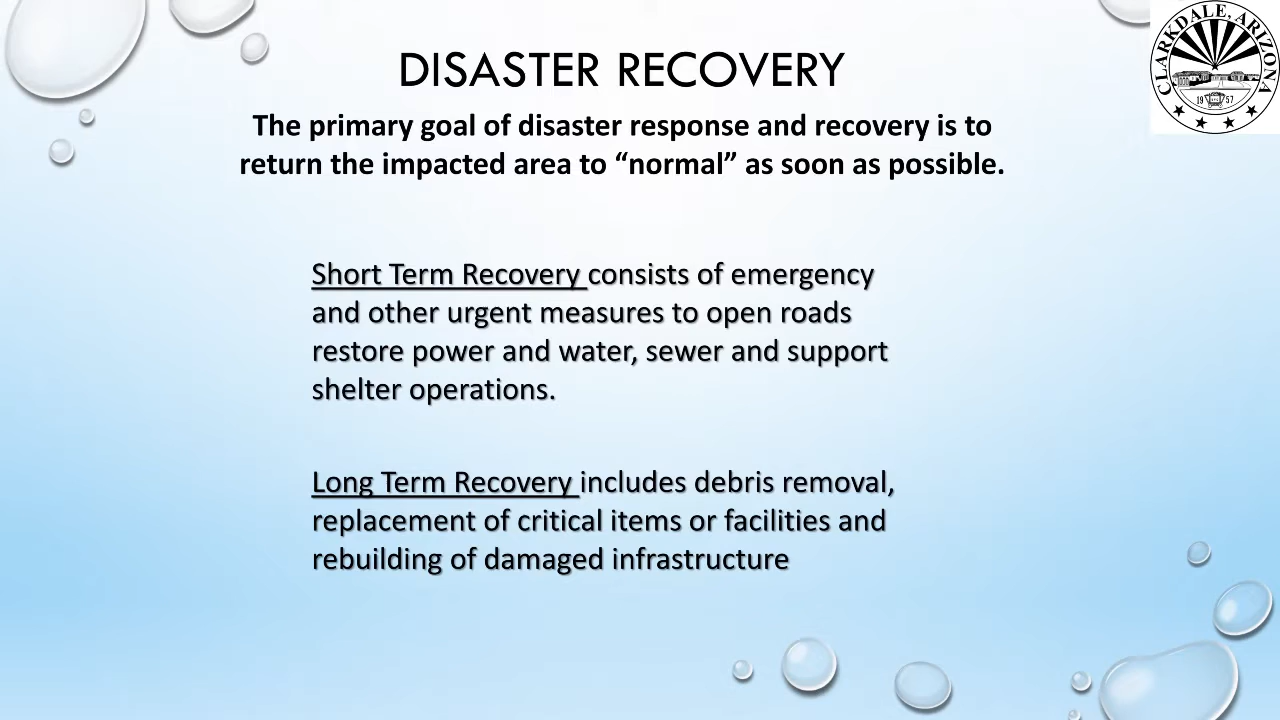 DISASTER RECOVERY
The primary goal of disaster response and recovery is to
return the impacted area to “normal” as soon as possible.
Short Term Recovery consists of emergency
and other urgent measures to open roads
restore power and water, sewer and support
shelter operations.
Long Term Recovery includes debris removal,
replacement of critical items or facilities and
rebuilding of damaged infrastructure
CLARKDALE, ARIZONA
1957